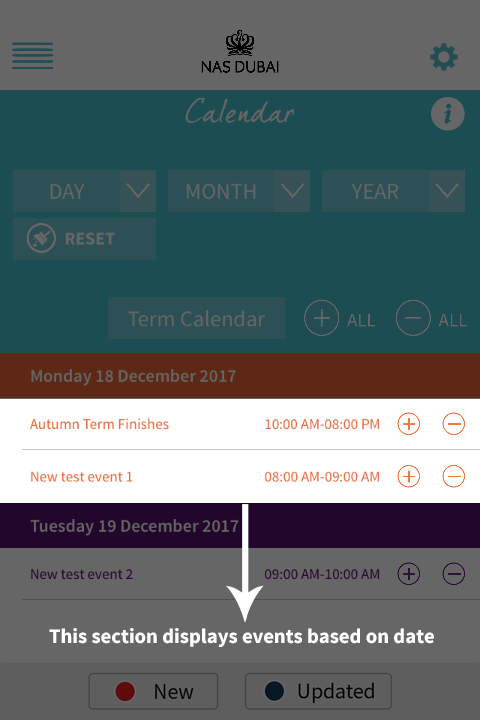 NAS DUBAI
Calendar
i
DAY MONTH YEAR
RESET
Term Calendar ALL ALL
Monday 18 December 2017
Autumn Term Finishes 10:00 AM-08:00 PM
New test event 1 08:00 AM-09:00 AM
Tuesday 19 December 2017
New test event 2 09:00 AM-10:00 AM
This section displays events based on date
New Updated